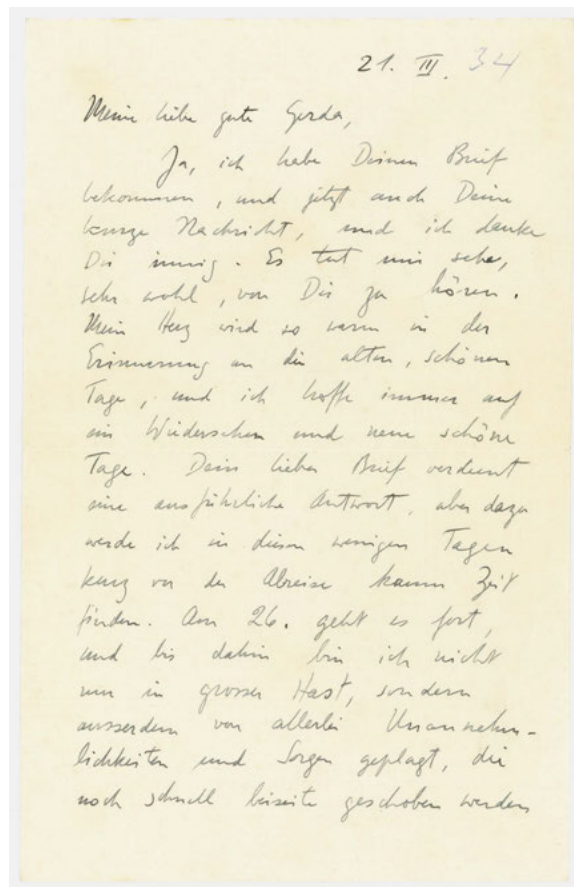 21. III. 34
Meine liebe gute Gerda,
Ja, ich habe Deinen Brief
bekommen, und jetzt auch Deine
kurze Nachricht, und ich danke
Dir innig. Es tut mir sehr,
sehr wohl, von Dir zu hören.
Mein Herz wird so warm in der
Erinnerung an die alten, schönen
Tage, und ich hoffe immer auf
ein Wiedersehen und neue schöne
Tage. Dein lieber Brief verdient
eine ausführliche Antwort, aber dazu
werde ich in diesen wenigen Tagen
kurz vor der Abreise kaum Zeit
finden. Am 26. geht es fort,
und bis dahin bin ich nicht
nur in grosser Hast, sondern
ausserdem von allerlei Unannehm-
lichkeiten und Sorgen geplagt, die
noch schnell beiseite geschoben werden